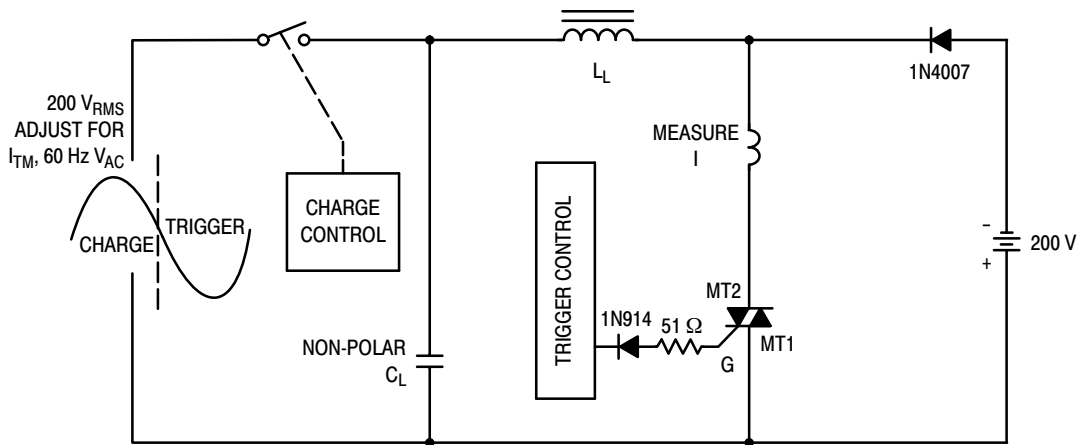 200 V_RMS
ADJUST FOR
I_TM, 60 Hz V_AC
CHARGE
TRIGGER
CHARGE
CONTROL
NON-POLAR
C_L
L_L
TRIGGER CONTROL
MEASURE
I
1N914
51 Ω
MT2
MT1
G
1N4007
-
+
200 V